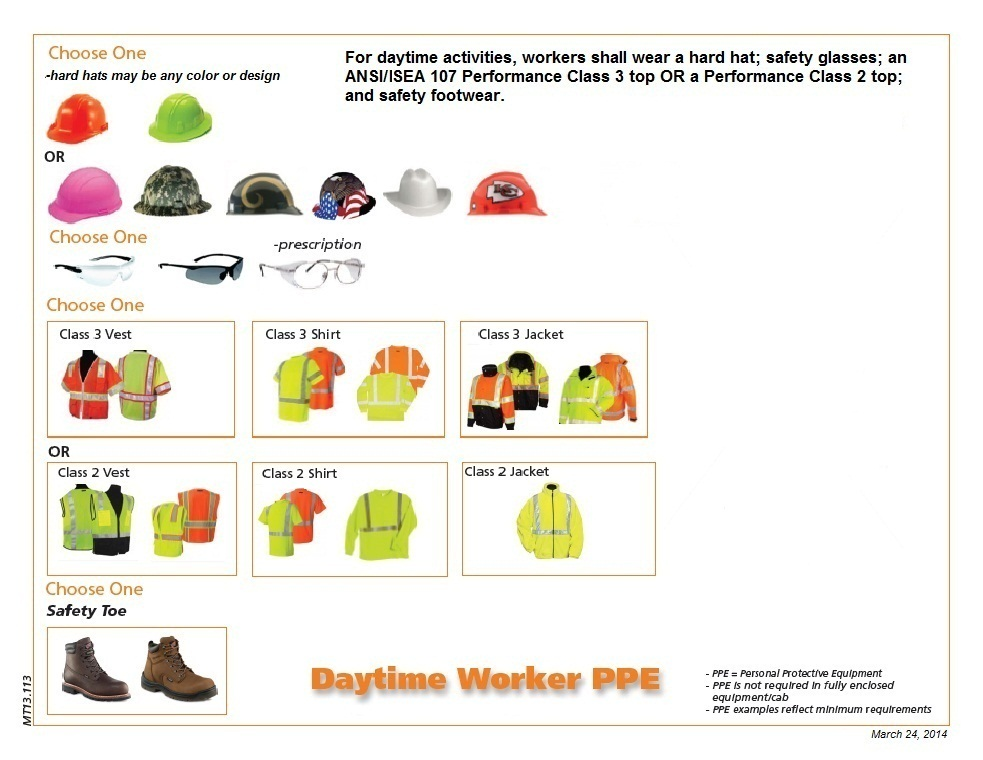 Choose One
-hard hats may be any color or design
For daytime activities, workers shall wear a hard hat; safety glasses; an
ANSI/ISEA 107 Performance Class 3 top OR a Performance Class 2 top;
and safety footwear.
OR
Choose One
-prescription
Choose One
Class 3 Vest
Class 3 Shirt
Class 3 Jacket
OR
Class 2 Vest
Class 2 Shirt
Class 2 Jacket
Choose One
Safety Toe
Daytime Worker PPE
- PPE = Personal Protective Equipment
- PPE is not required in fully enclosed
equipment/cab
- PPE examples reflect minimum requirements
MT13.113
March 24, 2014